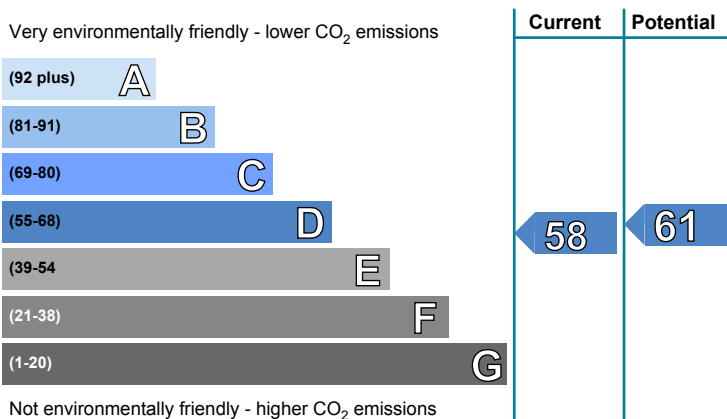 Very environmentally friendly - lower CO2 emissions
Current
Potential
(92 plus) A
(81-91) B
(69-80) C
(55-68) D
58
61
(39-54 E
(21-38) F
(1-20) G
Not environmentally friendly - higher CO2 emissions